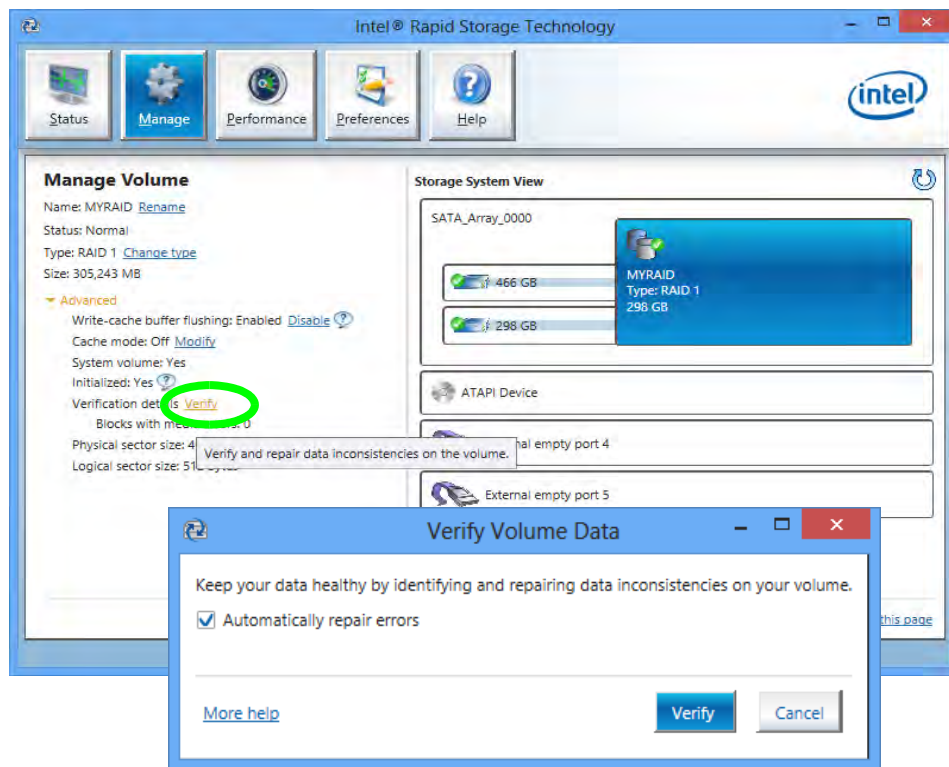 Intel® Rapid Storage Technology
Status
Manage
Performance
Preferences
Help
intel
Manage Volume
Name: MYRAID Rename
Status: Normal
Type: RAID 1 Change type
Size: 305,243 MB
Advanced
Write-cache buffer flushing: Enabled Disable
Cache mode: Off Modify
System volume: Yes
Initialized: Yes
Verification details Verify
Blocks with 0
Physical sector size: 4
Verify and repair data inconsistencies on the volume.
Logical sector size:
Storage System View
SATA_Array_0000
466 GB
298 GB
MYRAID
Type: RAID 1
298 GB
ATAPI Device
empty port 4
External empty port 5
this page
Verify Volume Data
Keep your data healthy by identifying and repairing data inconsistencies on your volume.
Automatically repair errors
More help
Verify
Cancel